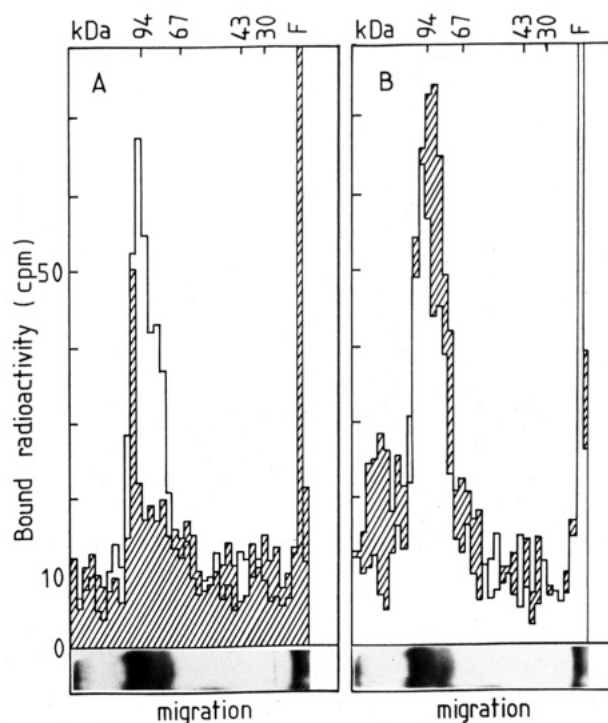 kDa 94 67 43 30 F
kDa 94 67 43 30 F
A
B
50
10
0
Bound radioactivity (cpm)
migration
migration